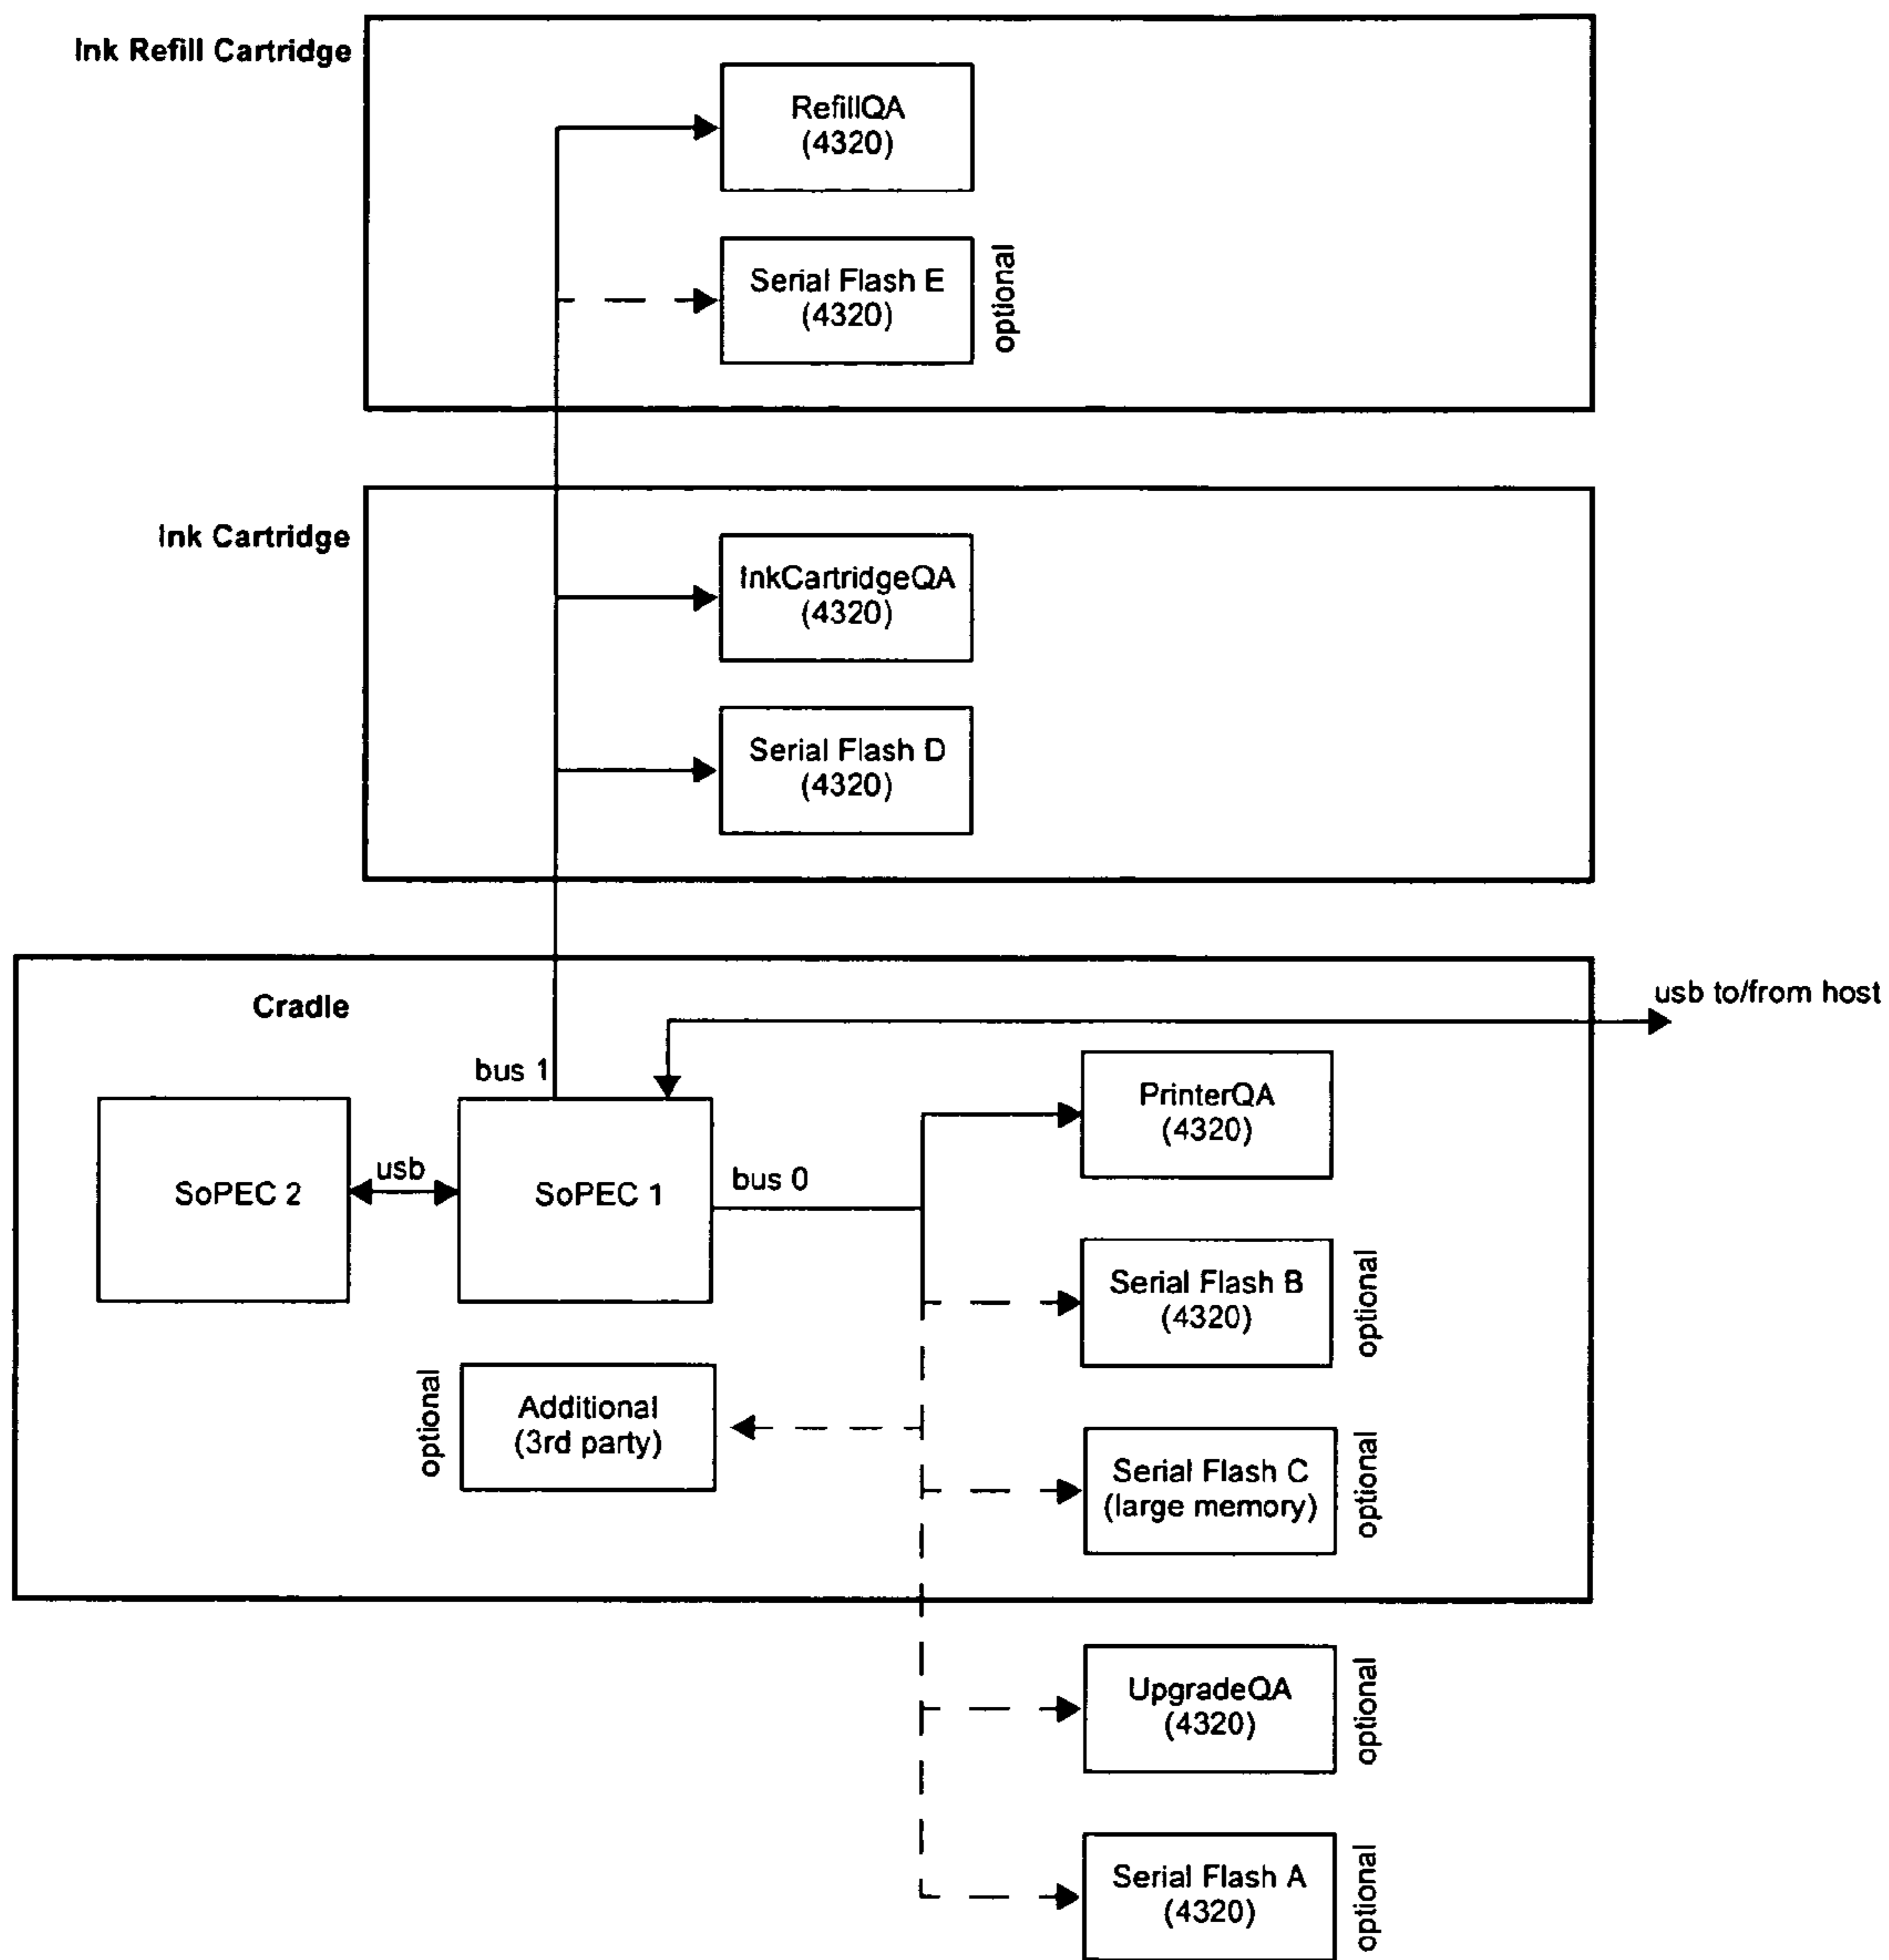 Ink Refill Cartridge
RefillQA
(4320)
Serial Flash E
(4320)
optional
Ink Cartridge
InkCartridgeQA
(4320)
Serial Flash D
(4320)
Cradle
usb to/from host
bus 1
PrinterQA
(4320)
SoPEC 2
usb
SoPEC 1
bus 0
Serial Flash B
(4320)
optional
optional
Additional
(3rd party)
Serial Flash C
(large memory)
optional
UpgradeQA
(4320)
optional
Serial Flash A
(4320)
optional